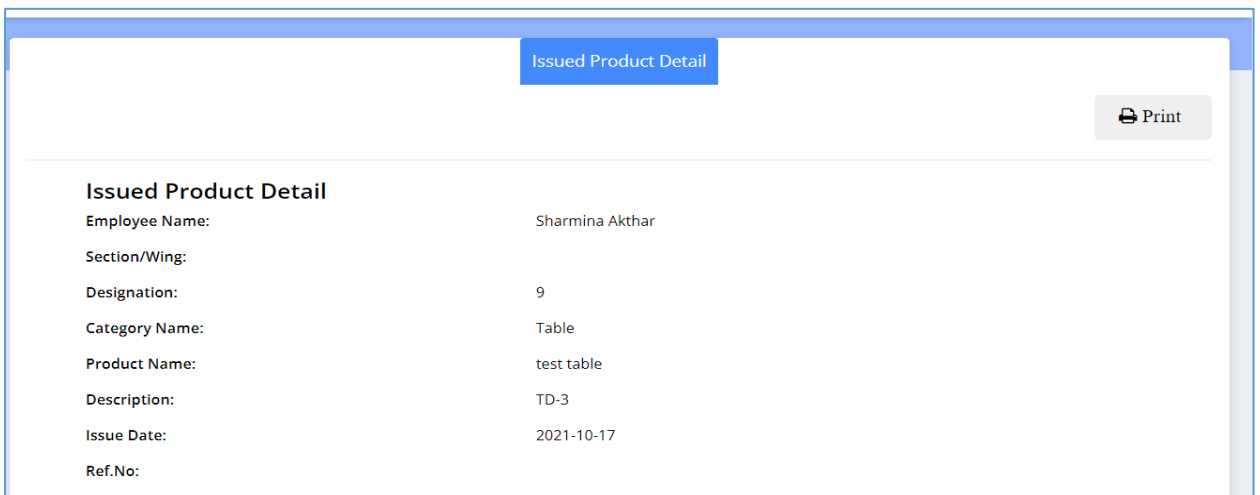 Issued Product Detail
Print
Issued Product Detail
Employee Name: Sharmina Akthar
Section/Wing:
Designation: 9
Category Name: Table
Product Name: test table
Description: TD-3
Issue Date: 2021-10-17
Ref.No: